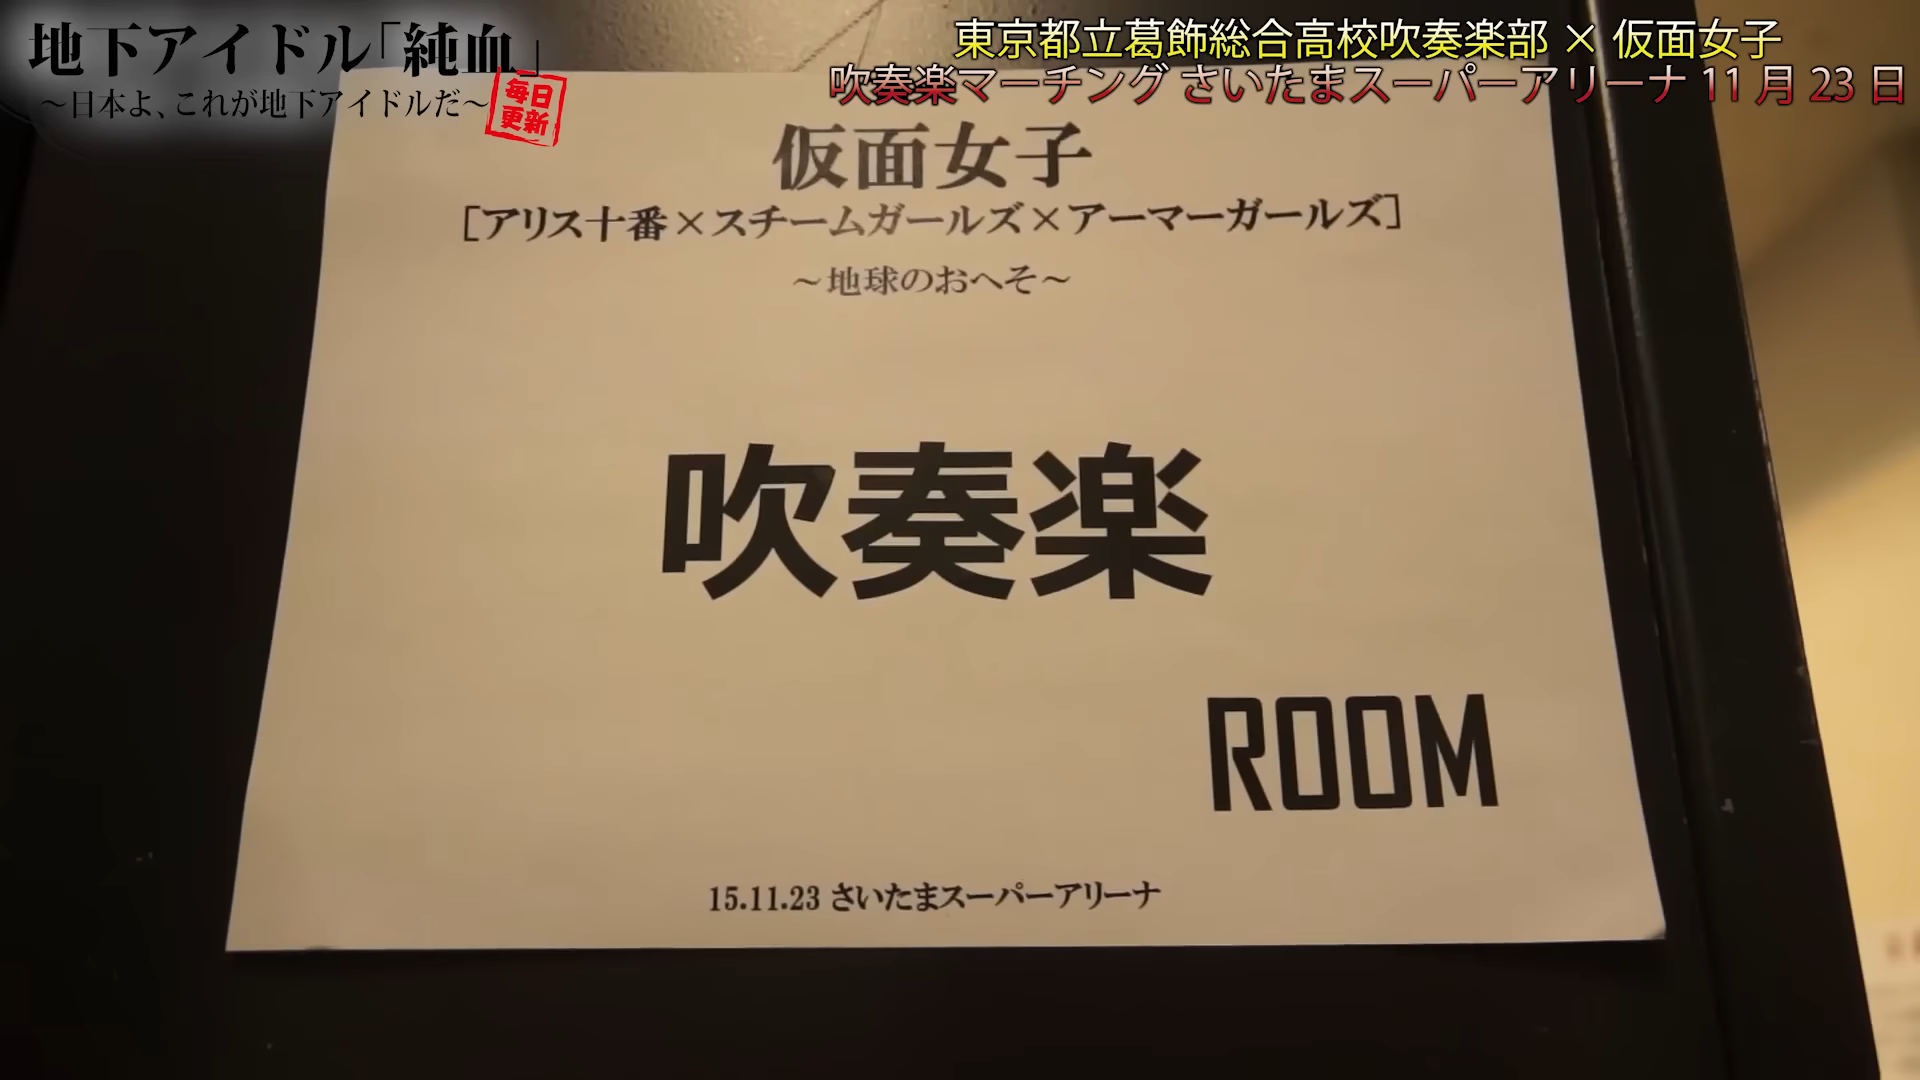 地下アイドル「純血」
～日本よ、これが地下アイドルだ～
毎日
更新
東京都立葛飾総合高校吹奏楽部 × 仮面女子
吹奏楽マーチング さいたまスーパーアリーナ 11月23日
仮面女子
［アリス十番×スチームガールズ×アーマーガールズ］
～地球のおへそ～
吹奏楽
ROOM
15.11.23 さいたまスーパーアリーナ